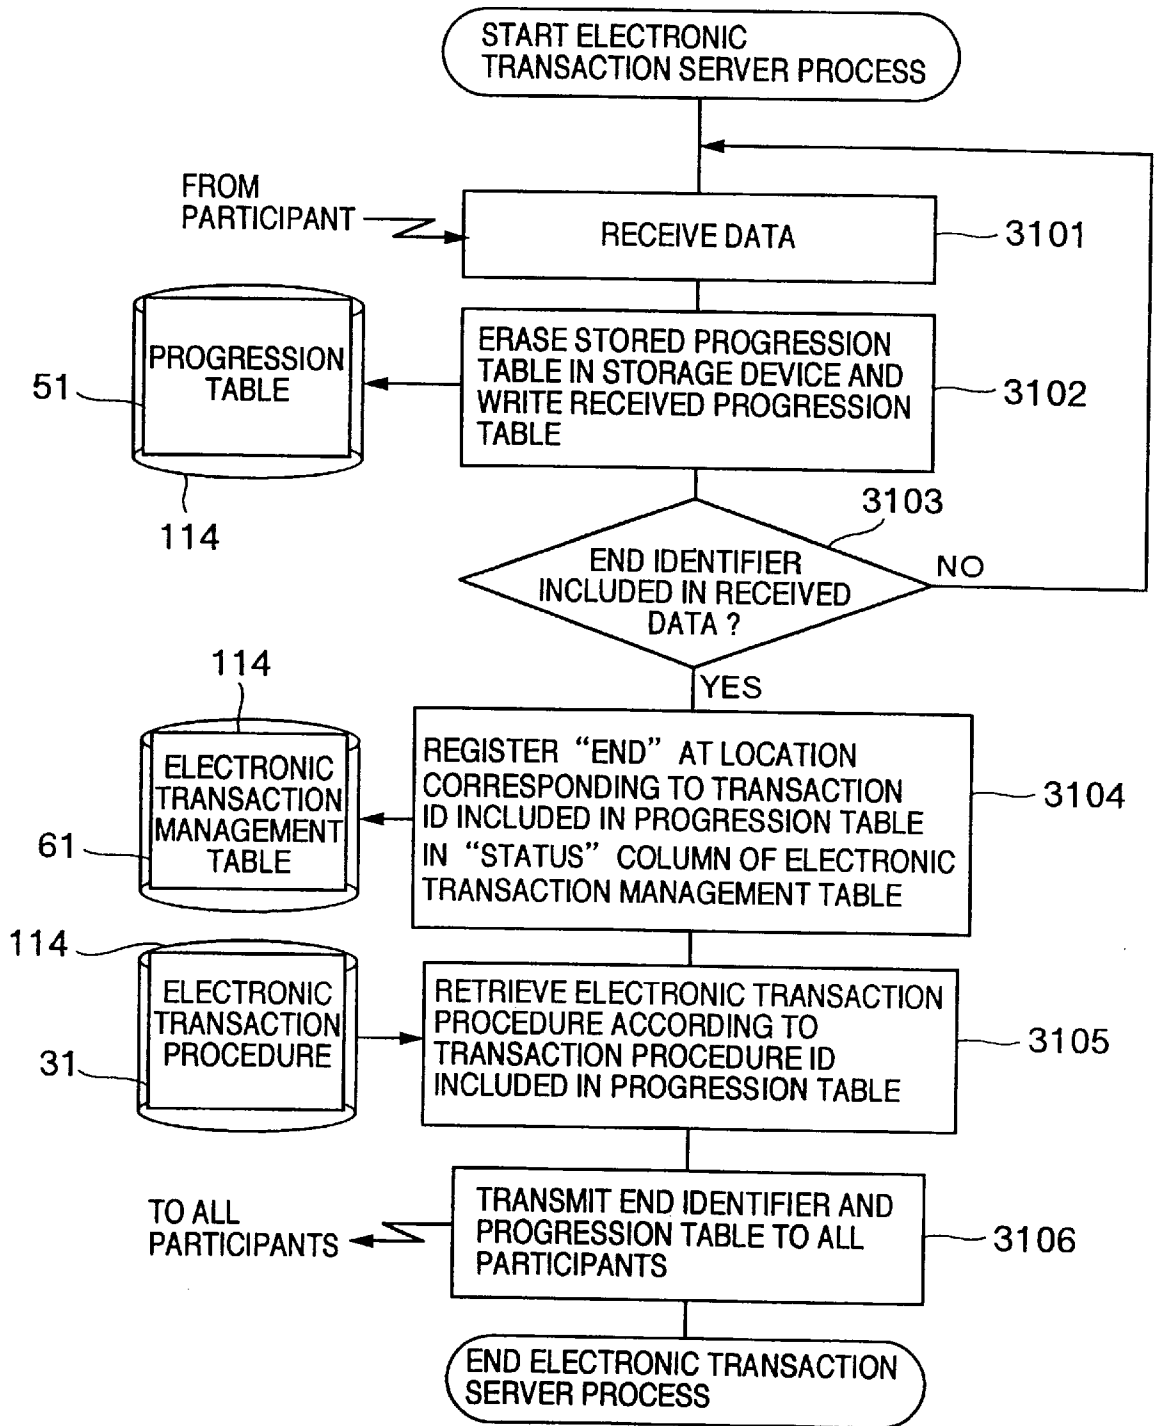 START ELECTRONIC
TRANSACTION SERVER PROCESS
FROM
PARTICIPANT
RECEIVE DATA
3101
PROGRESSION
TABLE
51
114
ERASE STORED PROGRESSION
TABLE IN STORAGE DEVICE AND
WRITE RECEIVED PROGRESSION
TABLE
3102
3103
END IDENTIFIER
INCLUDED IN RECEIVED
DATA ?
NO
YES
114
ELECTRONIC
TRANSACTION
MANAGEMENT
TABLE
61
REGISTER “END” AT LOCATION
CORRESPONDING TO TRANSACTION
ID INCLUDED IN PROGRESSION TABLE
IN “STATUS” COLUMN OF ELECTRONIC
TRANSACTION MANAGEMENT TABLE
3104
114
ELECTRONIC
TRANSACTION
PROCEDURE
31
RETRIEVE ELECTRONIC TRANSACTION
PROCEDURE ACCORDING TO
TRANSACTION PROCEDURE ID
INCLUDED IN PROGRESSION TABLE
3105
TO ALL
PARTICIPANTS
TRANSMIT END IDENTIFIER AND
PROGRESSION TABLE TO ALL
PARTICIPANTS
3106
END ELECTRONIC TRANSACTION
SERVER PROCESS